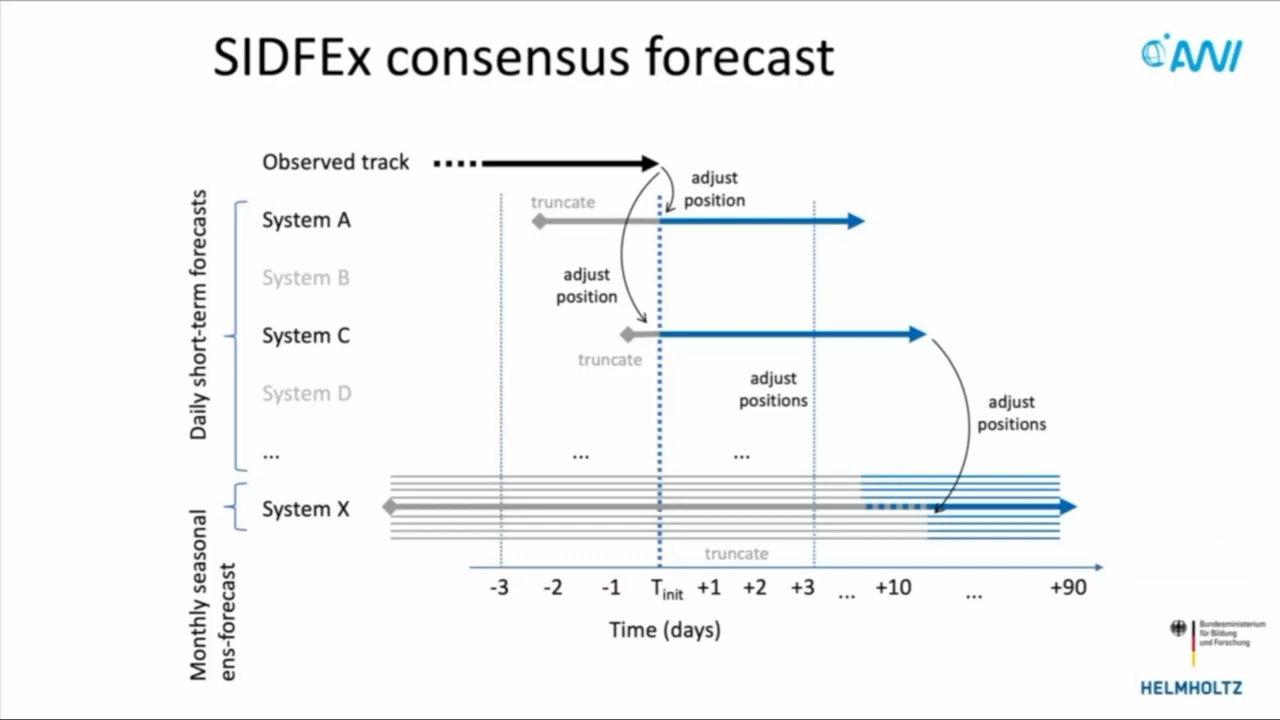 SIDFEx consensus forecast
AWI
Observed track
adjust
position
Daily short-term forecasts
truncate
System A
System B
adjust
position
System C
truncate
System D
adjust
positions
adjust
positions
...
...
...
Monthly seasonal
ens-forecast
System X
truncate
-3
-2
-1
Tinit
+1
+2
+3
...
+10
...
+90
Time (days)
Bundesministerium
für Bildung
und Forschung
HELMHOLTZ